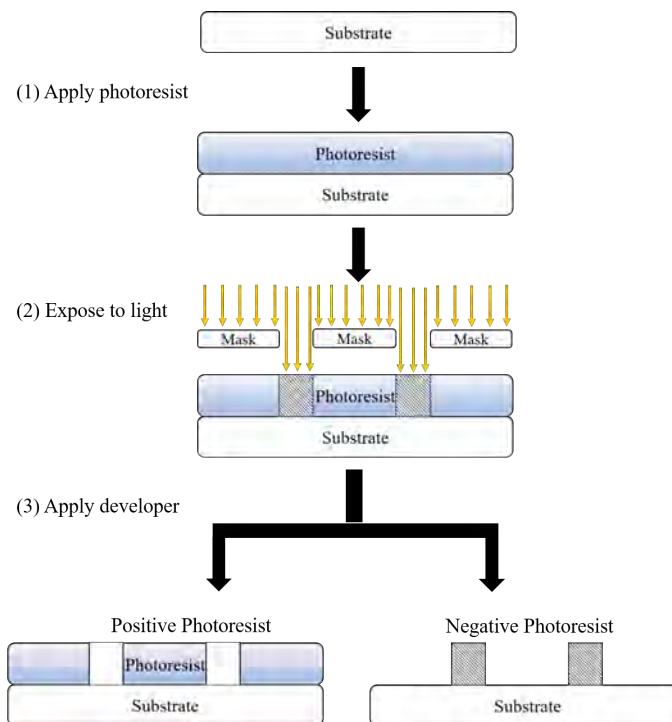 Substrate
(1) Apply photoresist
Photoresist
Substrate
(2) Expose to light
Mask Mask Mask
Photoresist
Substrate
(3) Apply developer
Positive Photoresist
Negative Photoresist
Photoresist
Substrate
Substrate